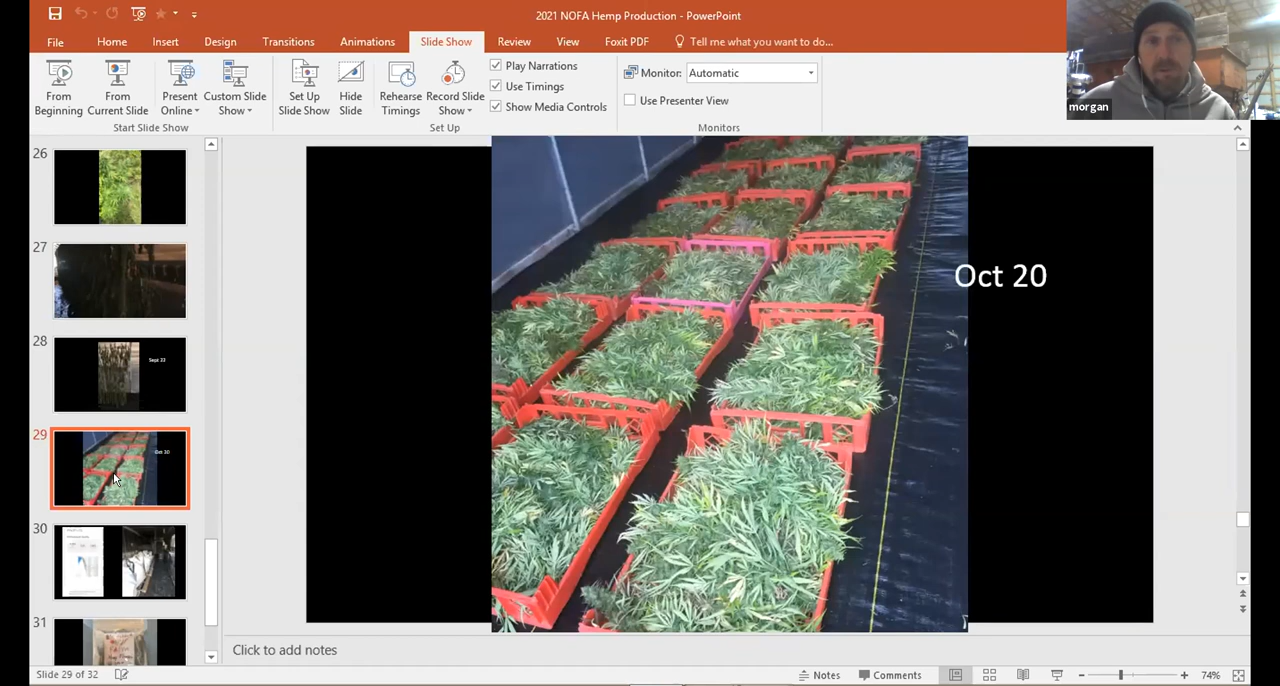 2021 NOFA Hemp Production - PowerPoint
File Home Insert Design Transitions Animations Slide Show Review View Foxit PDF Tell me what you want to do...
From Beginning
From Current Slide
Present Online
Custom Slide Show
Start Slide Show
Set Up Slide Show
Hide Slide
Rehearse Timings
Record Slide Show
Play Narrations
Use Timings
Show Media Controls
Set Up
Monitor: Automatic
Use Presenter View
Monitors
morgan
26
27
28
Sept 22
29
Oct 20
30
31
Oct 20
Click to add notes
Slide 29 of 32
Notes
Comments
74%